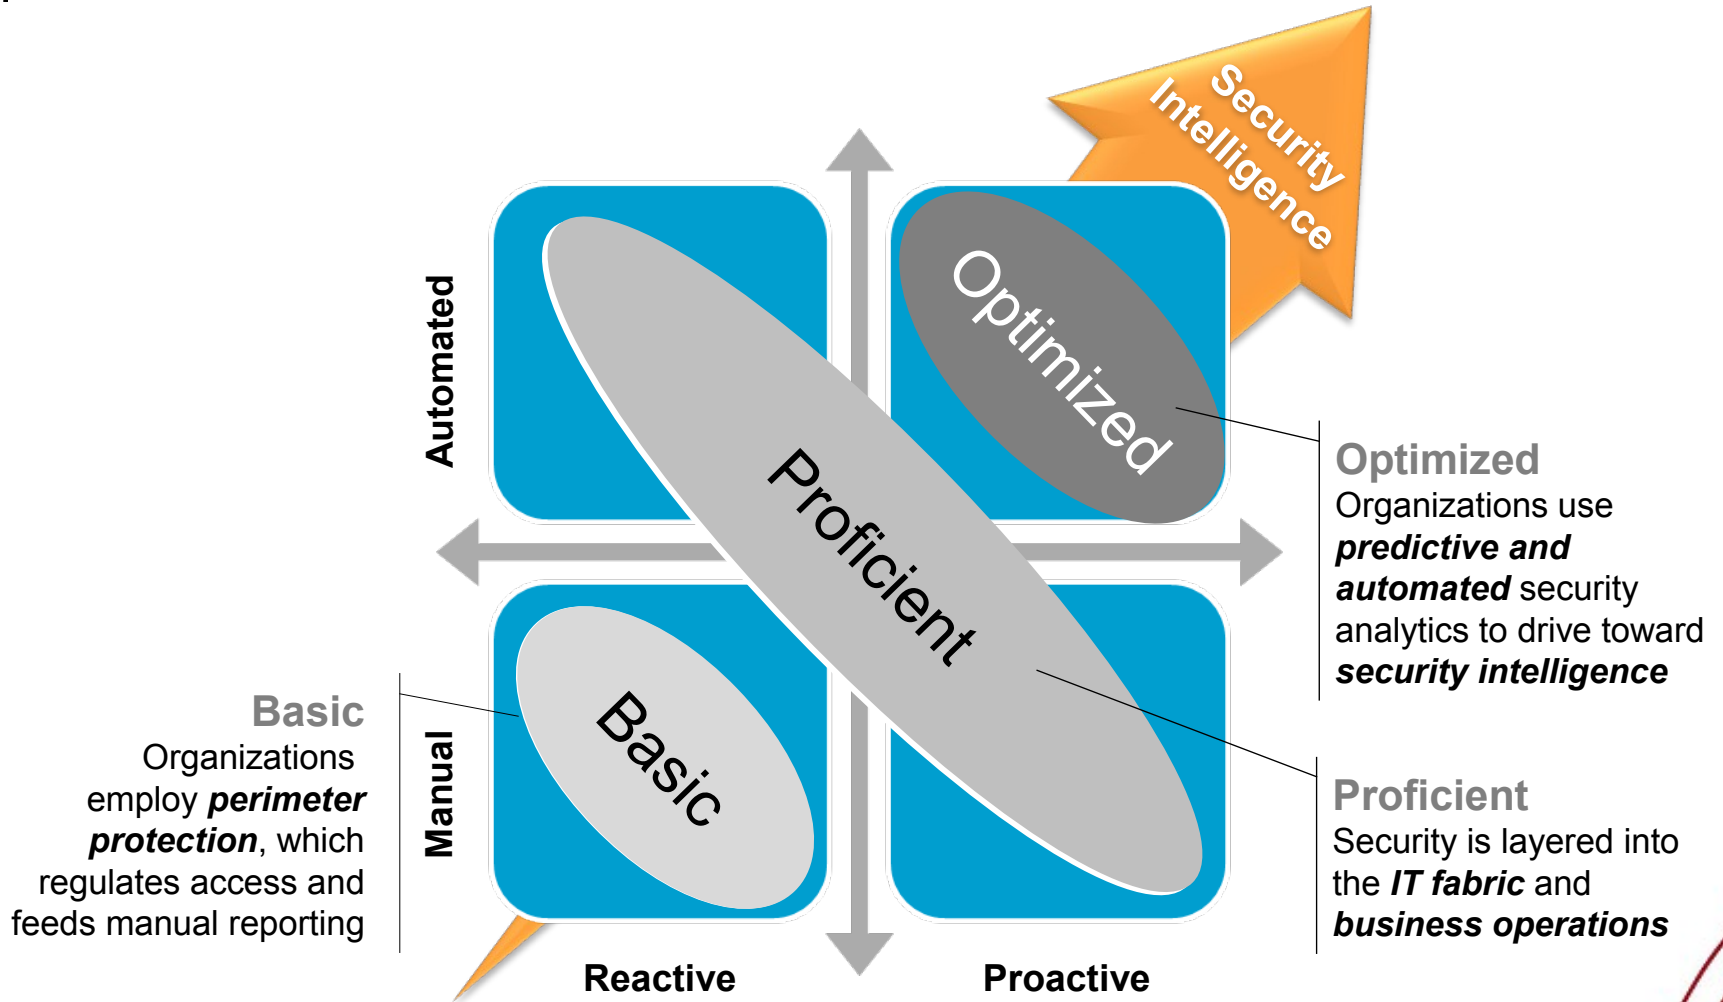 Security
Intelligence
Automated
Optimized
Proficient
Basic
Manual
Reactive
Proactive
Optimized
Organizations use
predictive and
automated security
analytics to drive toward
security intelligence
Basic
Organizations
employ perimeter
protection, which
regulates access and
feeds manual reporting
Proficient
Security is layered into
the IT fabric and
business operations